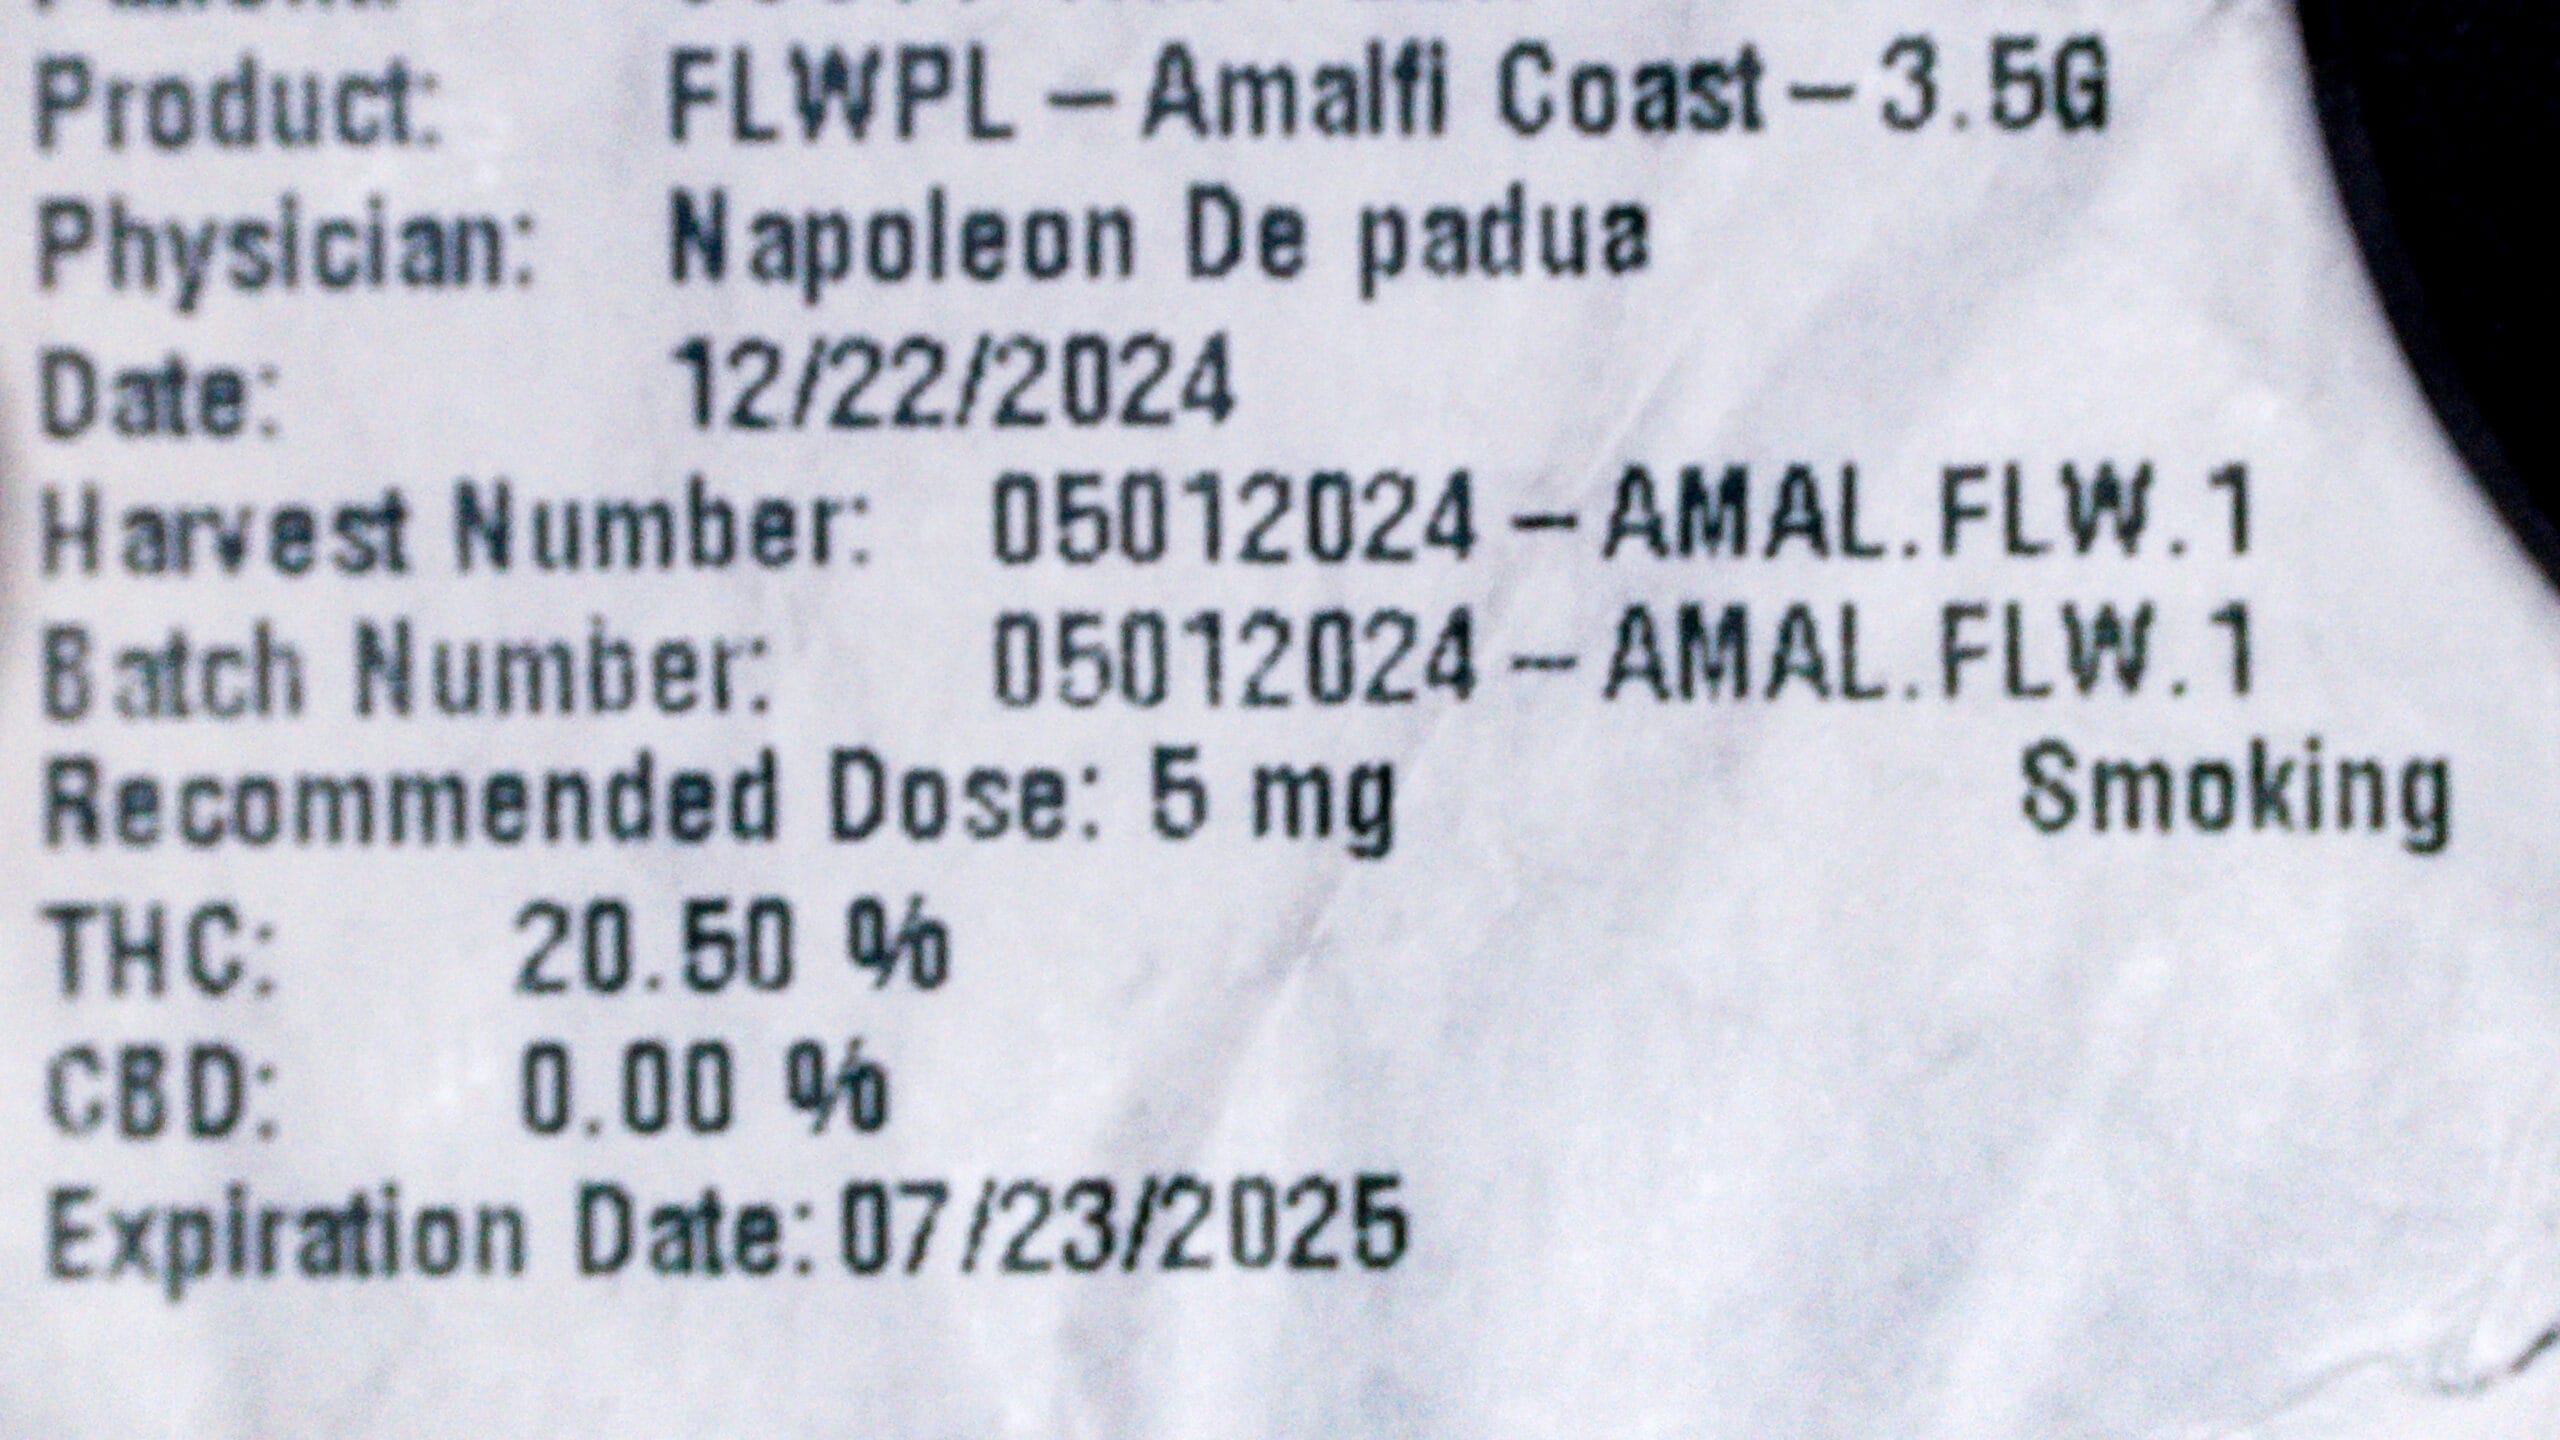 Product: FLWPL - Amalfi Coast - 3.5G
Physician: Napoleon De padua
Date: 12/22/2024
Harvest Number: 05012024 - AMAL.FLW.1
Batch Number: 05012024 - AMAL.FLW.1
Recommended Dose: 5 mg Smoking
THC: 20.50 %
CBD: 0.00 %
Expiration Date: 07/23/2025